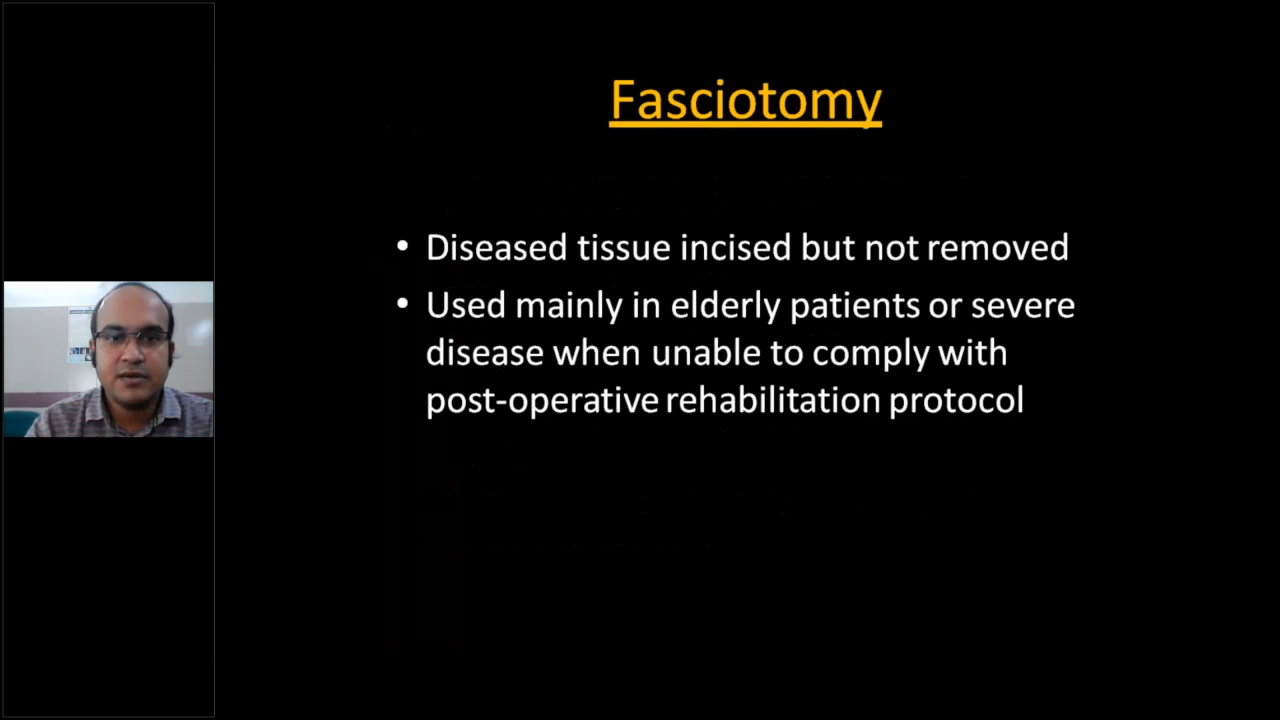 Fasciotomy
• Diseased tissue incised but not removed
• Used mainly in elderly patients or severe
disease when unable to comply with
post-operative rehabilitation protocol